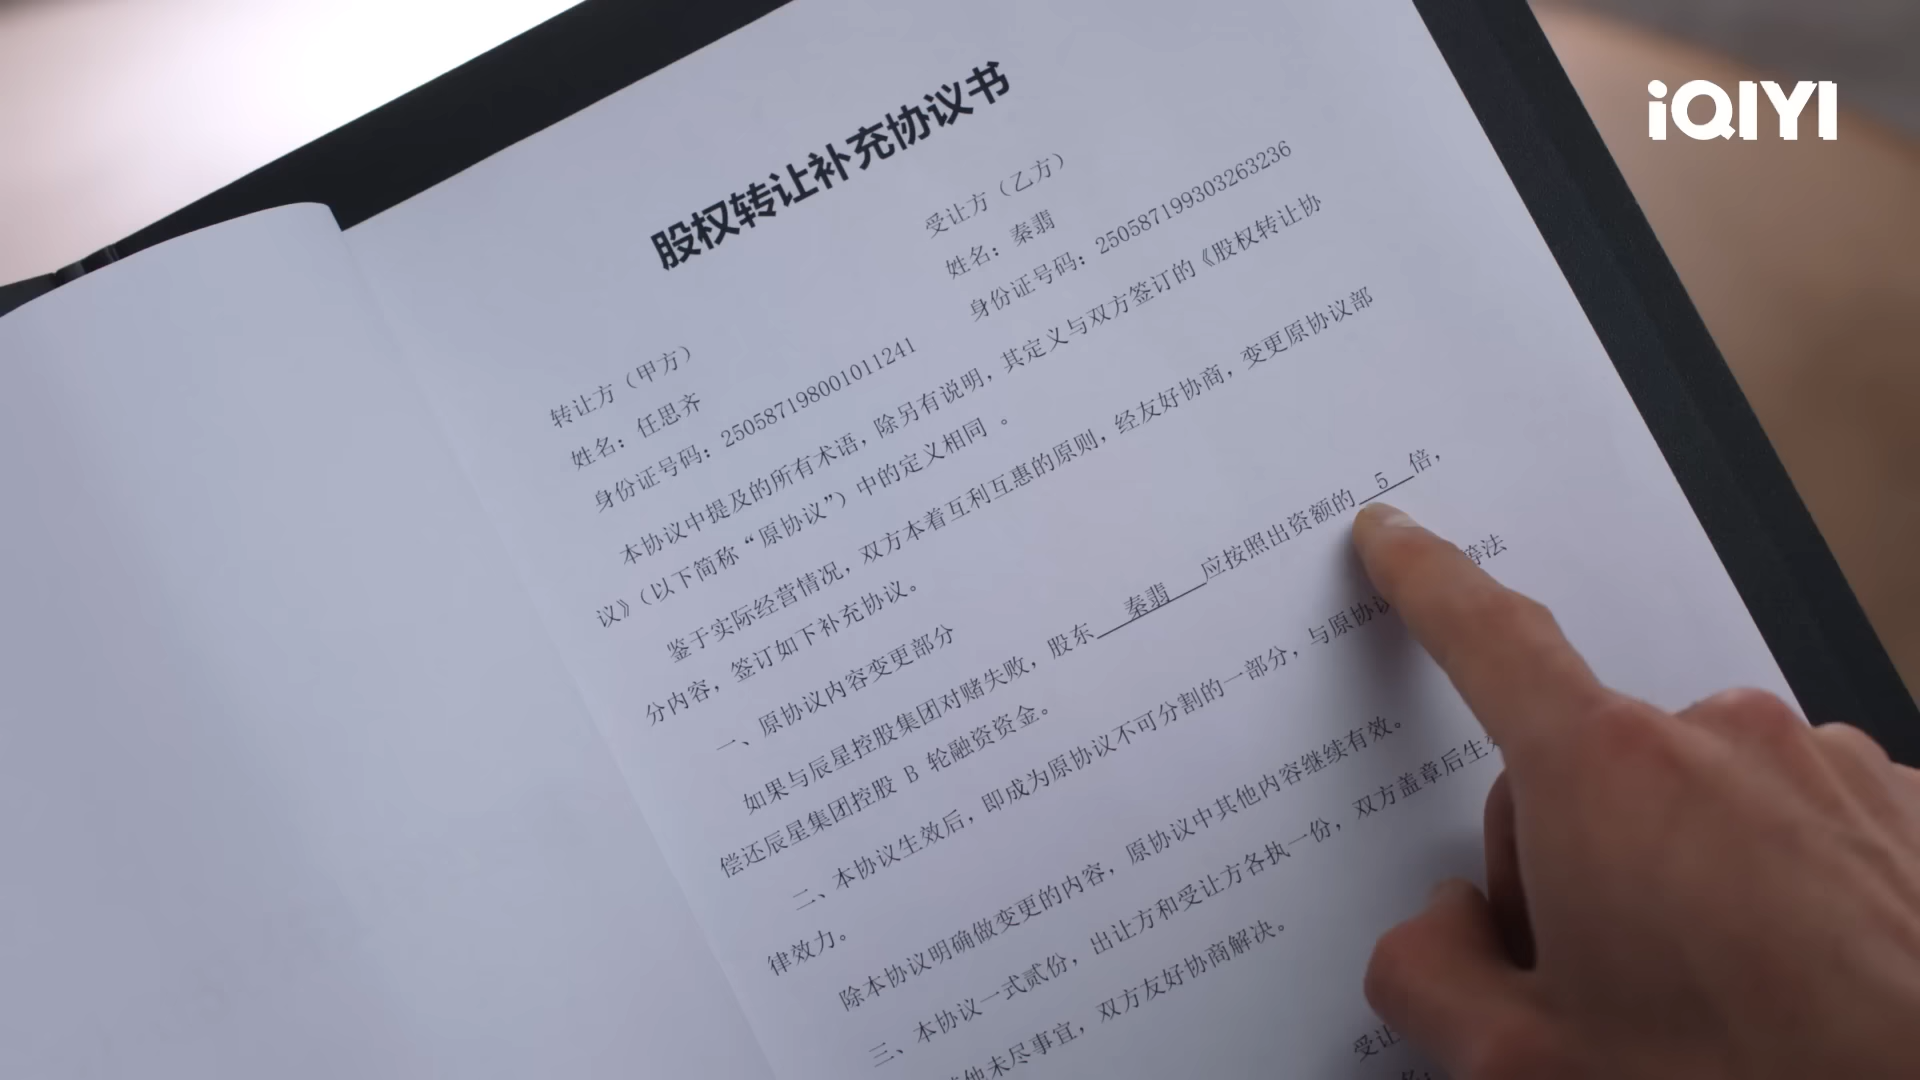 iQIYI
股权转让补充协议书
受让方（乙方）
姓名：秦翡
身份证号码：250587199303263236
转让方（甲方）
姓名：任思齐
身份证号码：250587198001011241
本协议中提及的所有术语，除另有说明，其定义与双方签订的《股权转让协
议》（以下简称“原协议”）中的定义相同 。
鉴于实际经营情况，双方本着互利互惠的原则，经友好协商，变更原协议部
分内容，签订如下补充协议。
一、原协议内容变更部分
如果与辰星控股集团对赌失败，股东 秦翡 应按照出资额的 5 倍，
偿还辰星集团控股 B 轮融资资金。
二、本协议生效后，即成为原协议不可分割的一部分，与原协议 等法
律效力。
除本协议明确做变更的内容，原协议中其他内容继续有效。
三、本协议一式贰份，出让方和受让方各执一份，双方盖章后生效
他未尽事宜，双方友好协商解决。
受让